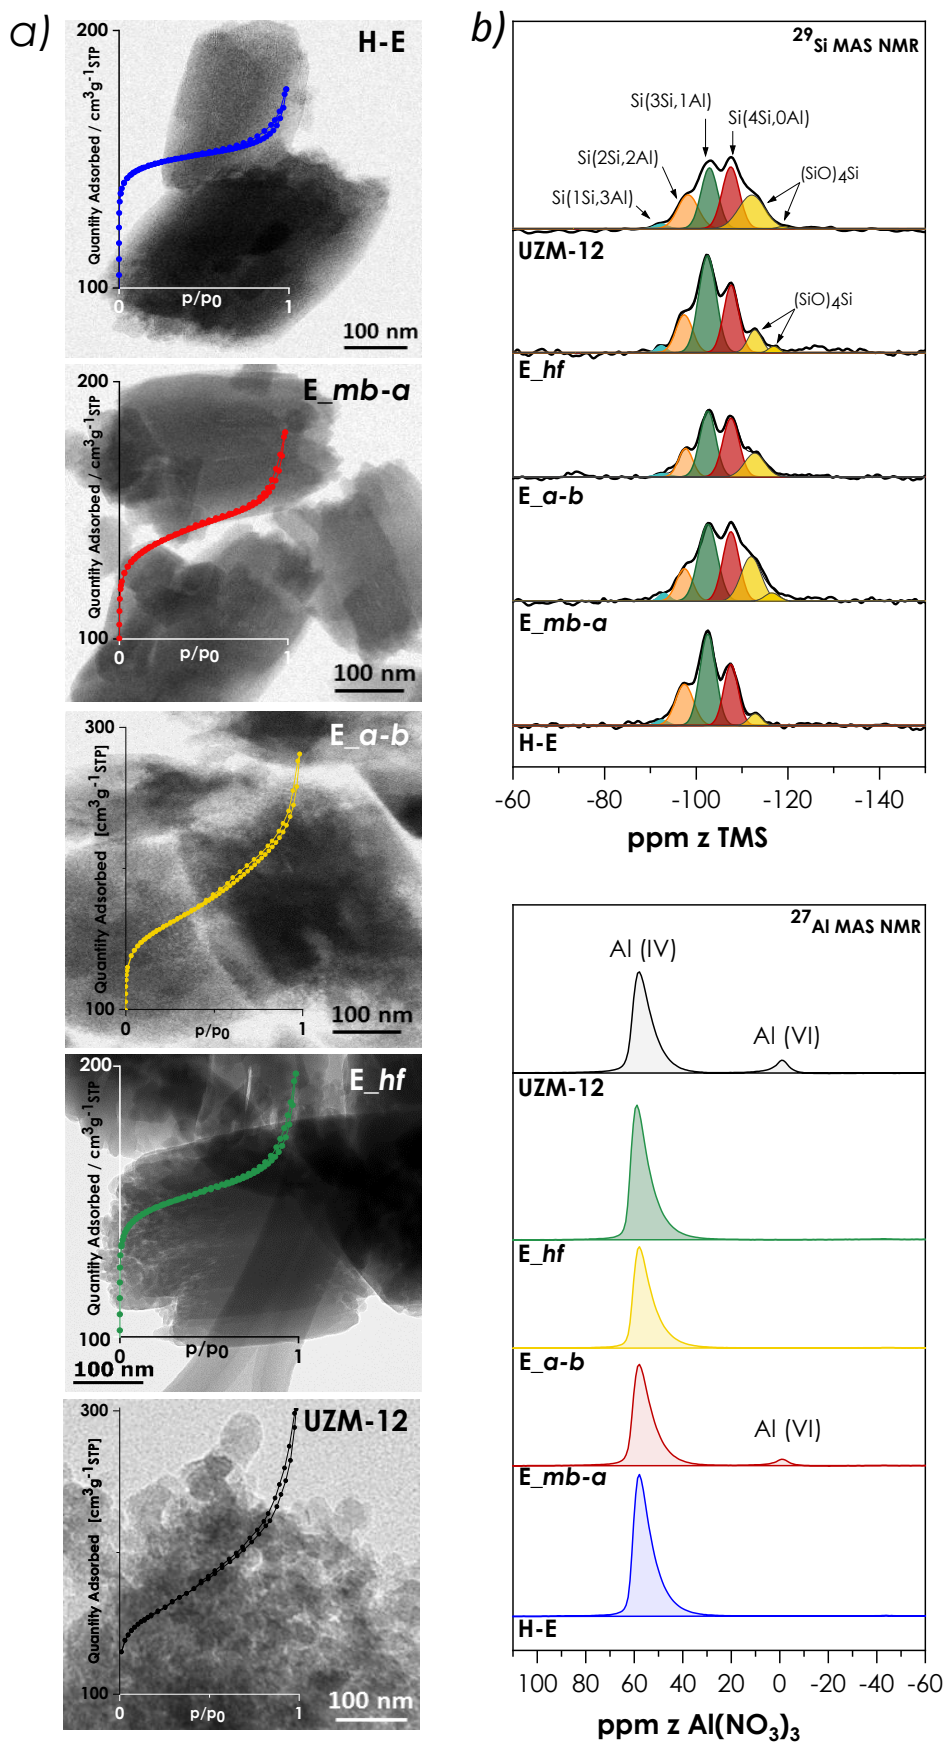 a)
200
H-E
Quantity Adsorbed / cm³g⁻¹STP
100
0
p/p₀
1
100 nm
200
E_mb-a
Quantity Adsorbed / cm³g⁻¹STP
100
0
p/p₀
1
100 nm
300
E_a-b
Quantity Adsorbed [cm³g⁻¹STP]
100
0
p/p₀
1
100 nm
200
E_hf
Quantity Adsorbed / cm³g⁻¹STP
100
0
p/p₀
1
100 nm
300
UZM-12
Quantity Adsorbed [cm³g⁻¹STP]
100
0
p/p₀
1
100 nm
b)
²⁹Si MAS NMR
Si(3Si,1Al)
Si(4Si,0Al)
Si(2Si,2Al)
(SiO)₄Si
Si(1Si,3Al)
UZM-12
(SiO)₄Si
E_hf
E_a-b
E_mb-a
H-E
-60 -80 -100 -120 -140
ppm z TMS
²⁷Al MAS NMR
Al (IV)
Al (VI)
UZM-12
E_hf
E_a-b
Al (VI)
E_mb-a
H-E
100 80 60 40 20 0 -20 -40 -60
ppm z Al(NO₃)₃